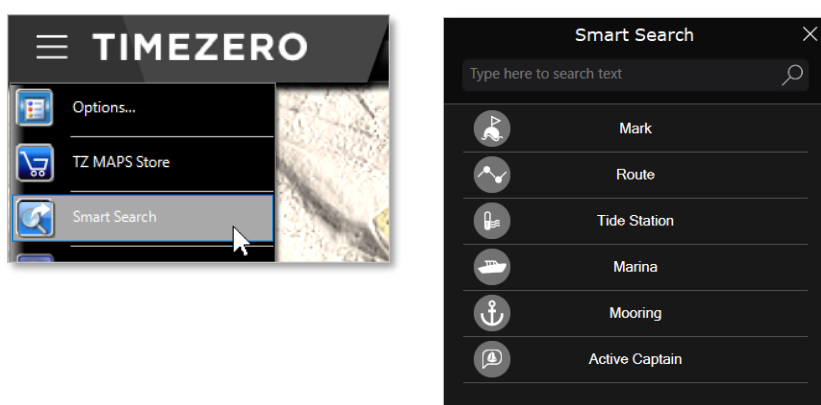 TIMEZERO
Options...
TZ MAPS Store
Smart Search
Smart Search
Type here to search text
Mark
Route
Tide Station
Marina
Mooring
Active Captain